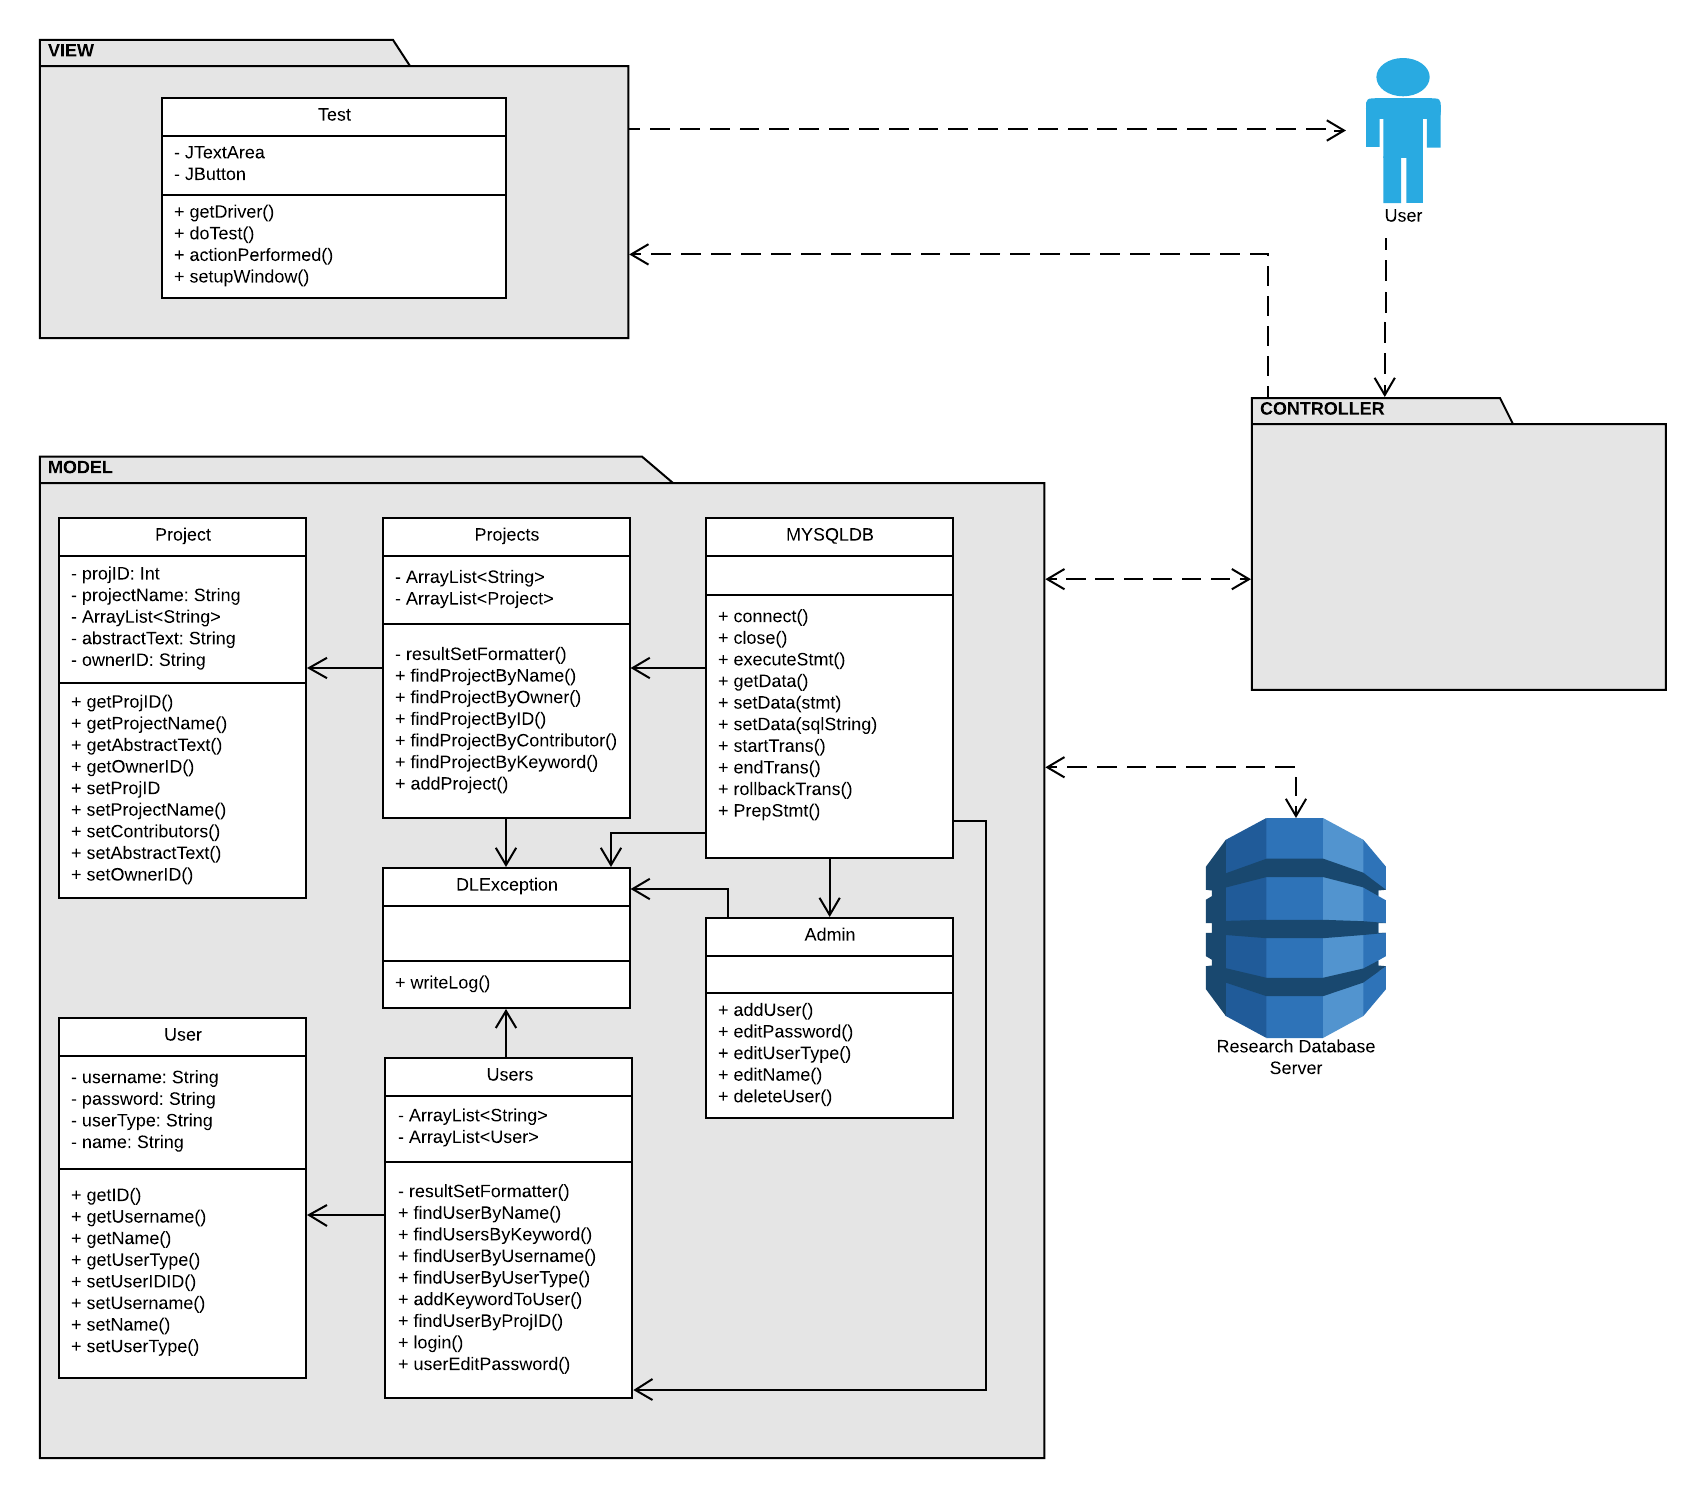 VIEW
Test
- JTextArea
- JButton
+ getDriver()
+ doTest()
+ actionPerformed()
+ setupWindow()
User
CONTROLLER
MODEL
Project
- projID: Int
- projectName: String
- ArrayList<String>
- abstractText: String
- ownerID: String
+ getProjID()
+ getProjectName()
+ getAbstractText()
+ getOwnerID()
+ setProjID
+ setProjectName()
+ setContributors()
+ setAbstractText()
+ setOwnerID()
Projects
- ArrayList<String>
- ArrayList<Project>
- resultSetFormatter()
+ findProjectByName()
+ findProjectByOwner()
+ findProjectByID()
+ findProjectByContributor()
+ findProjectByKeyword()
+ addProject()
MYSQLDB
+ connect()
+ close()
+ executeStmt()
+ getData()
+ setData(stmt)
+ setData(sqlString)
+ startTrans()
+ endTrans()
+ rollbackTrans()
+ PrepStmt()
DLException
+ writeLog()
Admin
+ addUser()
+ editPassword()
+ editUserType()
+ editName()
+ deleteUser()
User
- username: String
- password: String
- userType: String
- name: String
+ getID()
+ getUsername()
+ getName()
+ getUserType()
+ setUserIDID()
+ setUsername()
+ setName()
+ setUserType()
Users
- ArrayList<String>
- ArrayList<User>
- resultSetFormatter()
+ findUserByName()
+ findUsersByKeyword()
+ findUserByUsername()
+ findUserByUserType()
+ addKeywordToUser()
+ findUserByProjID()
+ login()
+ userEditPassword()
Research Database
Server